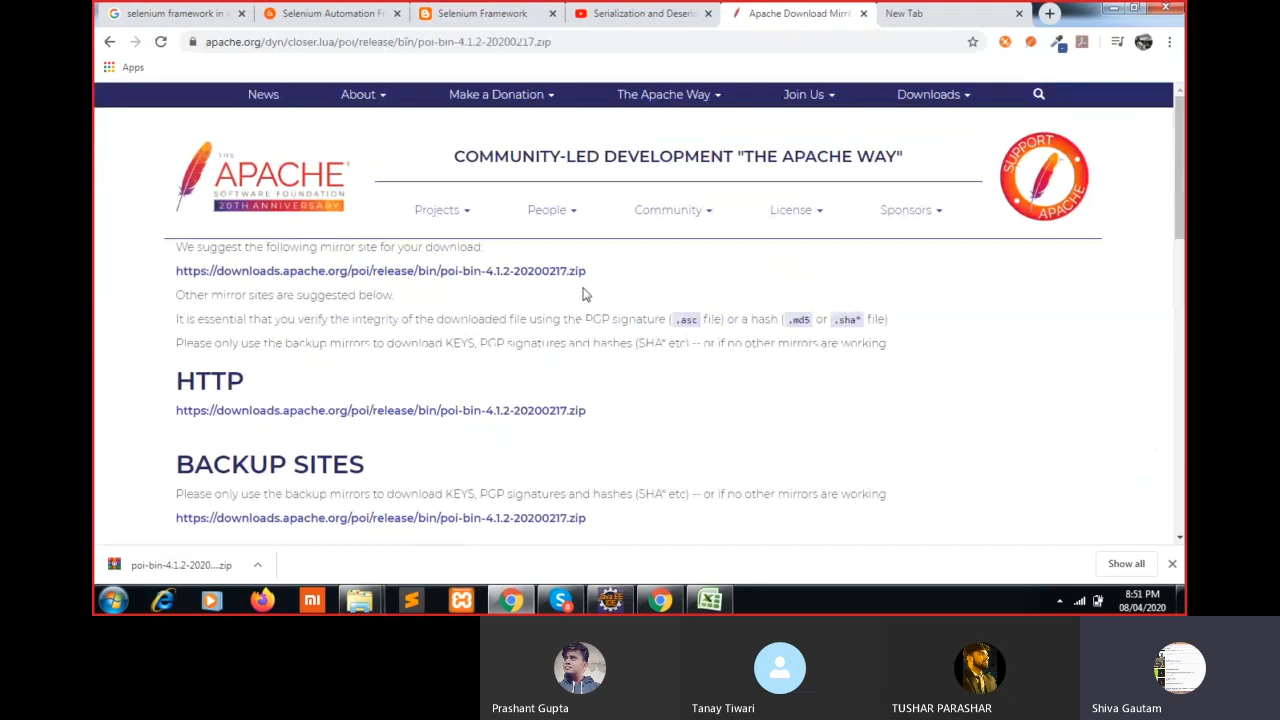 selenium framework in
Selenium Automation F
Selenium Framework
Serialization and Deseria
Apache Download Mirr
New Tab
apache.org/dyn/closer.lua/poi/release/bin/poi-bin-4.1.2-20200217.zip
Apps
News
About
Make a Donation
The Apache Way
Join Us
Downloads
THE
APACHE
SOFTWARE FOUNDATION
20TH ANNIVERSARY
COMMUNITY-LED DEVELOPMENT "THE APACHE WAY"
SUPPORT
APACHE
Projects
People
Community
License
Sponsors
We suggest the following mirror site for your download:
https://downloads.apache.org/poi/release/bin/poi-bin-4.1.2-20200217.zip
Other mirror sites are suggested below.
It is essential that you verify the integrity of the downloaded file using the PGP signature ( .asc file) or a hash ( .md5 or .sha* file)
Please only use the backup mirrors to download KEYS, PGP signatures and hashes (SHA* etc) -- or if no other mirrors are working
HTTP
https://downloads.apache.org/poi/release/bin/poi-bin-4.1.2-20200217.zip
BACKUP SITES
Please only use the backup mirrors to download KEYS, PGP signatures and hashes (SHA* etc) -- or if no other mirrors are working
https://downloads.apache.org/poi/release/bin/poi-bin-4.1.2-20200217.zip
poi-bin-4.1.2-2020....zip
Show all
8:51 PM
08/04/2020
Prashant Gupta
Tanay Tiwari
TUSHAR PARASHAR
Shiva Gautam